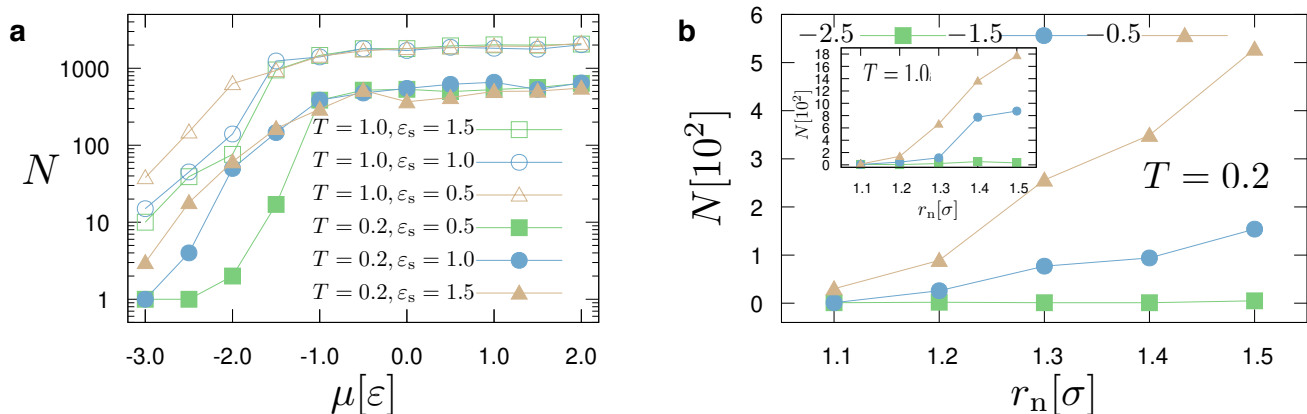 a
N
1000
100
10
1
-3.0 -2.0 -1.0 0.0 1.0 2.0
μ[ε]
T = 1.0, εs = 1.5
T = 1.0, εs = 1.0
T = 1.0, εs = 0.5
T = 0.2, εs = 0.5
T = 0.2, εs = 1.0
T = 0.2, εs = 1.5
b
−2.5 −1.5 −0.5
N[10²]
6
5
4
3
2
1
0
1.1 1.2 1.3 1.4 1.5
rn[σ]
T = 0.2
T = 1.0
N[10²]
18
16
14
12
10
8
6
4
2
0
1.1 1.2 1.3 1.4 1.5
rn[σ]